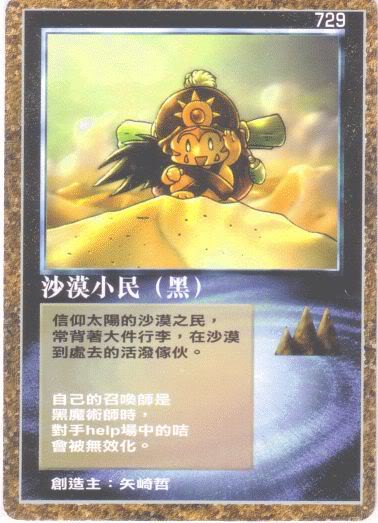 729
沙漠小民（黑）
信仰太陽的沙漠之民，
常背著大件行李，在沙漠
到處去的活潑傢伙。
自己的召喚師是
黑魔術師時，
對手help場中的咭
會被無效化。
創造主：矢崎哲